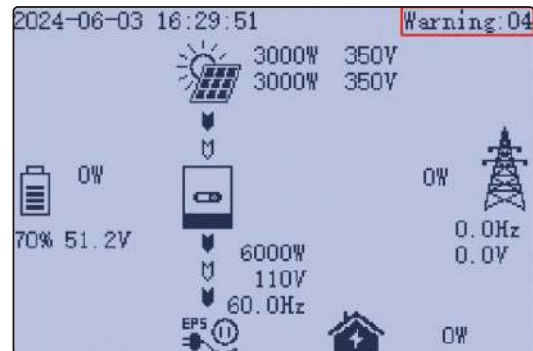 2024-06-03 16:29:51 Warning:04
3000W 350V
3000W 350V
0W 0W
70% 51.2V 0.0Hz
6000W 0.0V
110V
60.0Hz
EPS 0W